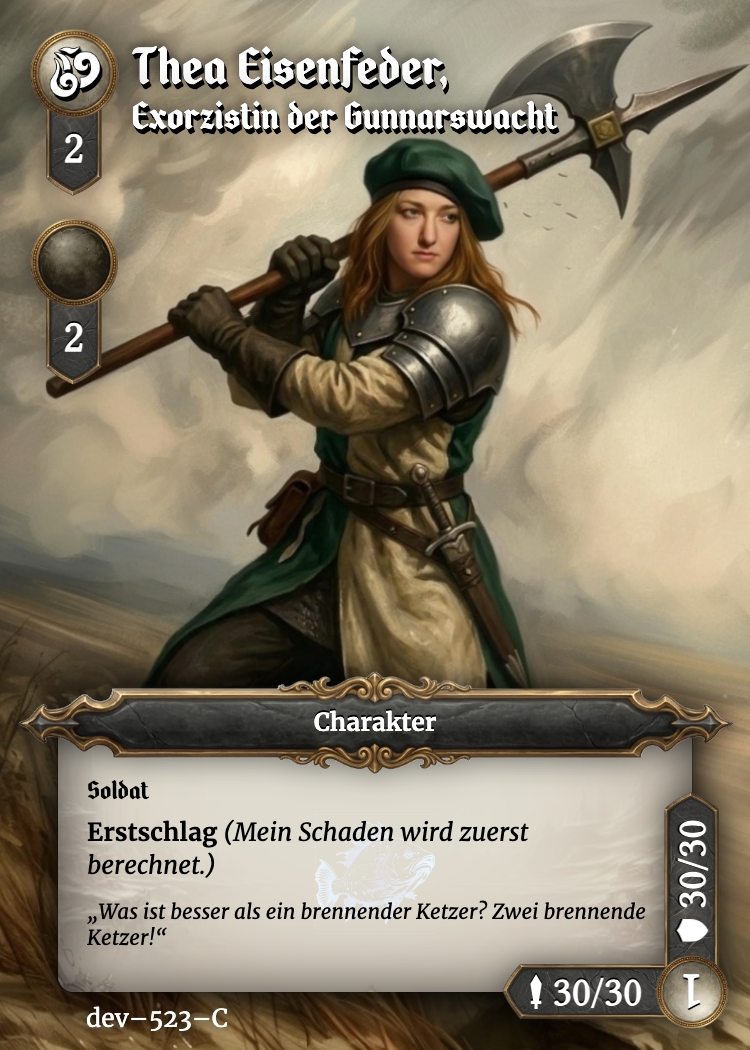 Thea Eisenfeder,
Exorzistin der Gunnarswacht
2
2
Charakter
Soldat
Erstschlag (Mein Schaden wird zuerst
berechnet.)
„Was ist besser als ein brennender Ketzer? Zwei brennende
Ketzer!“
30/30
30/30
1
dev–523–C